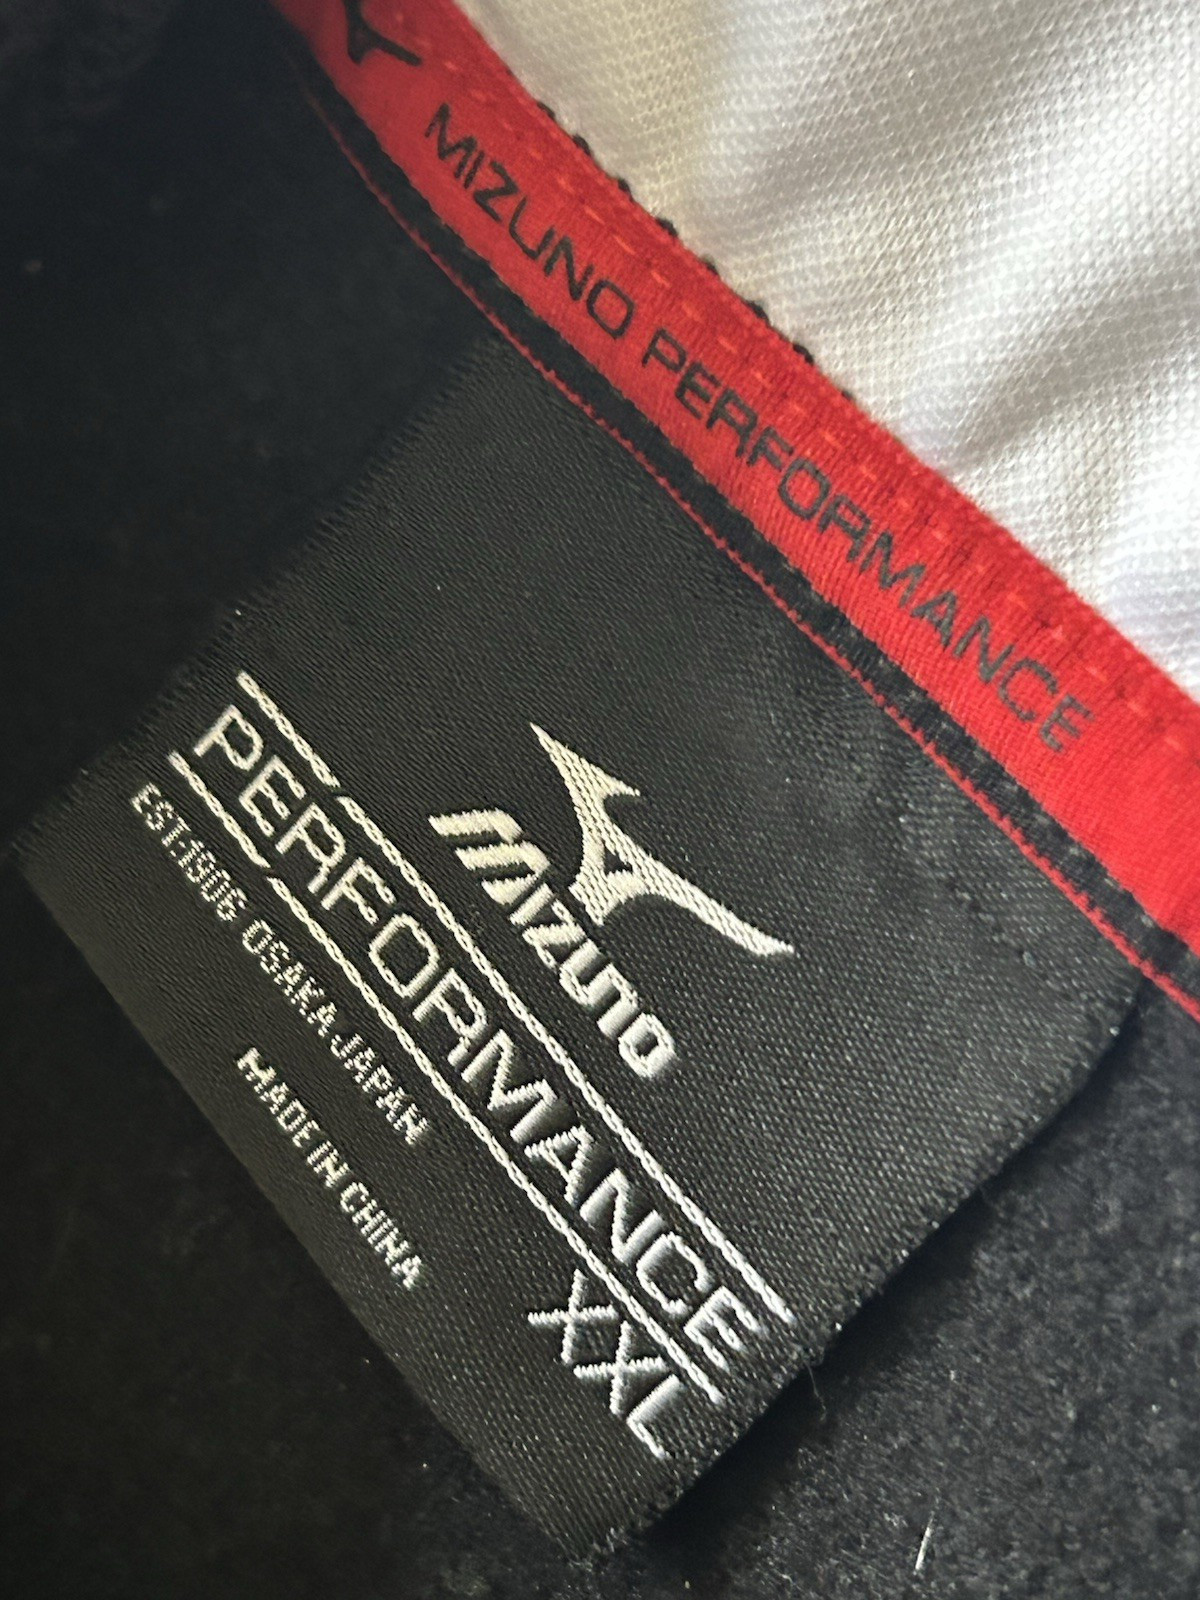 MIZUNO PERFORMANCE
MIZUNO
PERFORMANCE
XXL
EST.1906 OSAKA JAPAN
MADE IN CHINA